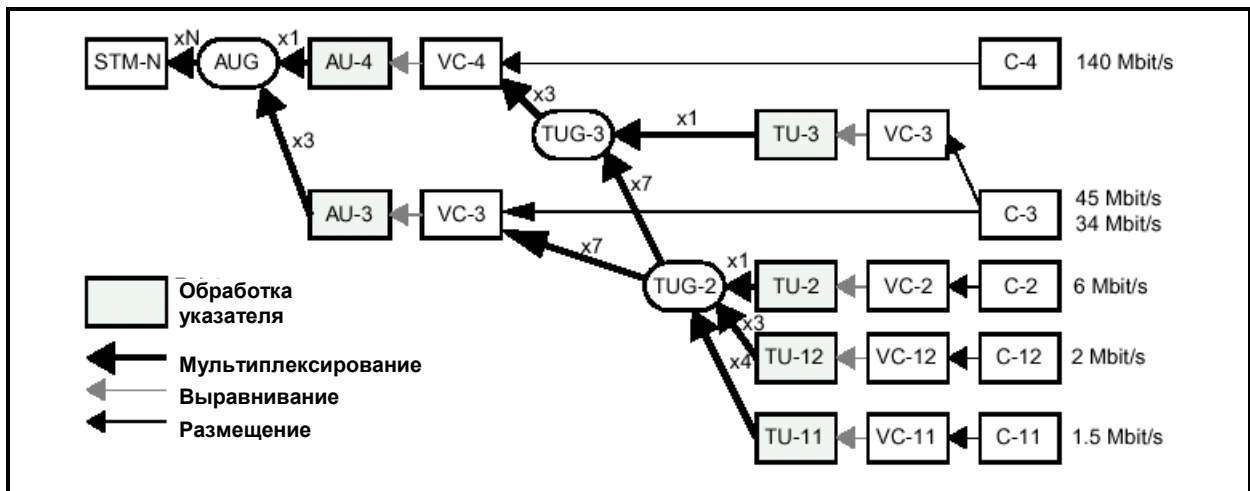 xN
x1
STM-N
AUG
AU-4
VC-4
C-4
140 Mbit/s
x3
TUG-3
x1
TU-3
VC-3
x3
x7
AU-3
VC-3
C-3
45 Mbit/s
34 Mbit/s
x7
TUG-2
x1
TU-2
VC-2
C-2
6 Mbit/s
x3
TU-12
VC-12
C-12
2 Mbit/s
x4
TU-11
VC-11
C-11
1.5 Mbit/s
Обработка
указателя
Мультиплексирование
Выравнивание
Размещение